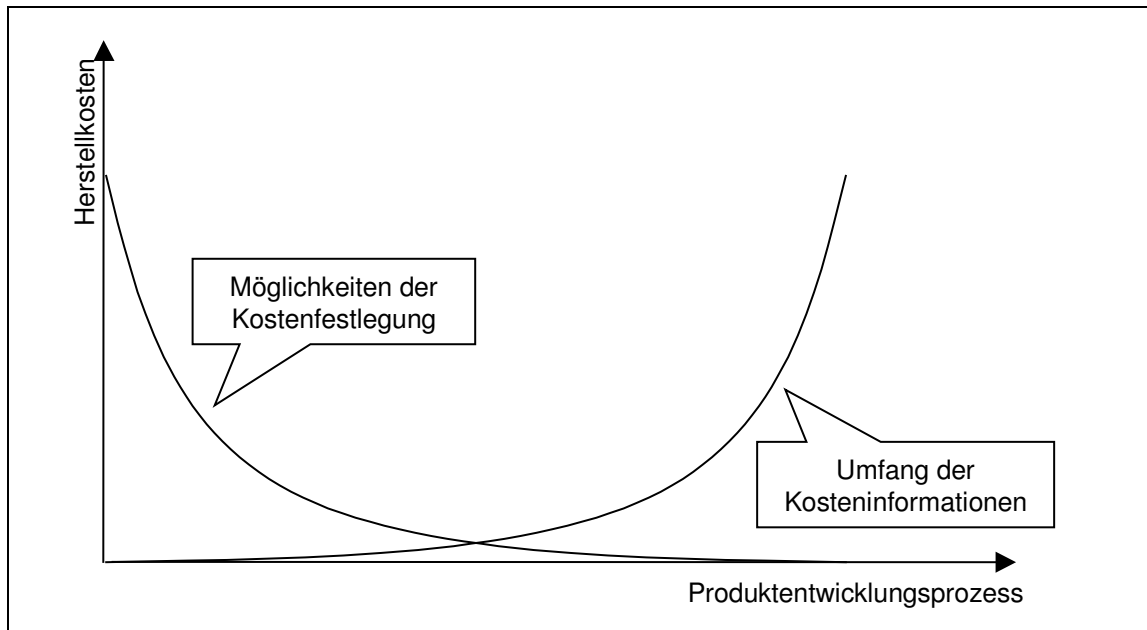 Herstellkosten
Möglichkeiten der
Kostenfestlegung
Umfang der
Kosteninformationen
Produktentwicklungsprozess